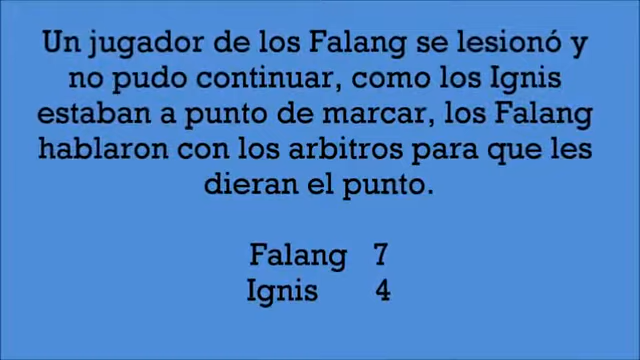 Un jugador de los Falang se lesionó y
no pudo continuar, como los Ignis
estaban a punto de marcar, los Falang
hablaron con los arbitros para que les
dieran el punto.
Falang 7
Ignis 4